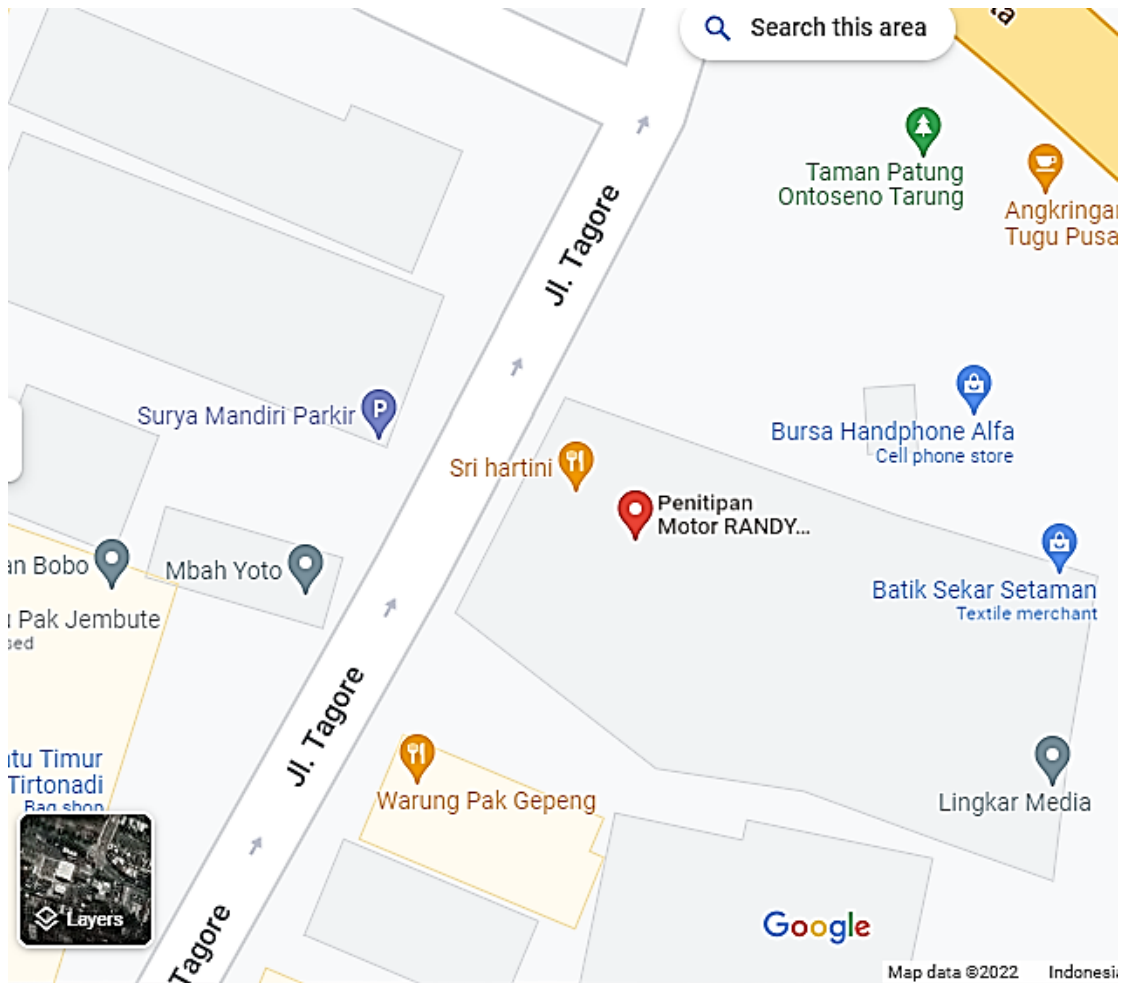 Search this area
ta
Taman Patung
Ontoseno Tarung
Angkringa
Tugu Pusa
Jl. Tagore
Surya Mandiri Parkir
P
Bursa Handphone Alfa
Cell phone store
Sri hartini
Penitipan
Motor RANDY...
an Bobo
Mbah Yoto
Batik Sekar Setaman
Textile merchant
Pak Jembute
sed
Jl. Tagore
tu Timur
Tirtonadi
Bag shop
Warung Pak Gepeng
Lingkar Media
Layers
Tagore
Google
Map data ©2022
Indonesia